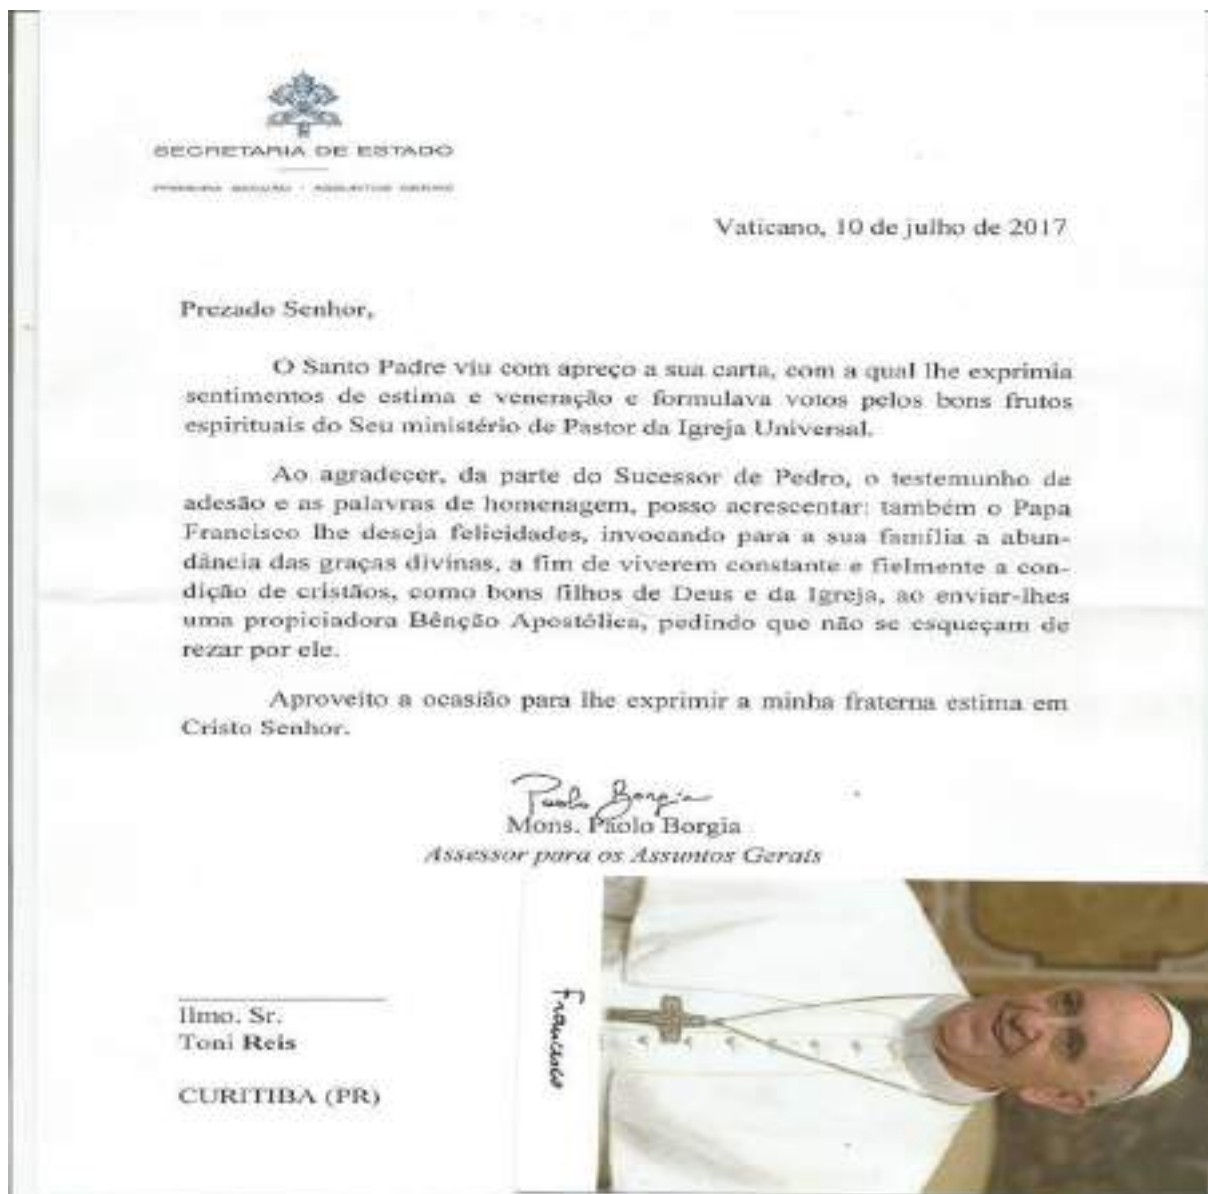 SECRETARIA DE ESTADO
PRIMEIRA SECÇÃO - ASSUNTOS GERAIS
Vaticano, 10 de julho de 2017
Prezado Senhor,
O Santo Padre viu com apreço a sua carta, com a qual lhe exprimia
sentimentos de estima e veneração e formulava votos pelos bons frutos
espirituais do Seu ministério de Pastor da Igreja Universal.
Ao agradecer, da parte do Sucessor de Pedro, o testemunho de
adesão e as palavras de homenagem, posso acrescentar: também o Papa
Francisco lhe deseja felicidades, invocando para a sua família a abun-
dância das graças divinas, a fim de viverem constante e fielmente a con-
dição de cristãos, como bons filhos de Deus e da Igreja, ao enviar-lhes
uma propiciadora Bênção Apostólica, pedindo que não se esqueçam de
rezar por ele.
Aproveito a ocasião para lhe exprimir a minha fraterna estima em
Cristo Senhor.
Paolo Borgia
Mons. Paolo Borgia
Assessor para os Assuntos Gerais
Ilmo. Sr.
Toni Reis
CURITIBA (PR)
Franciscus